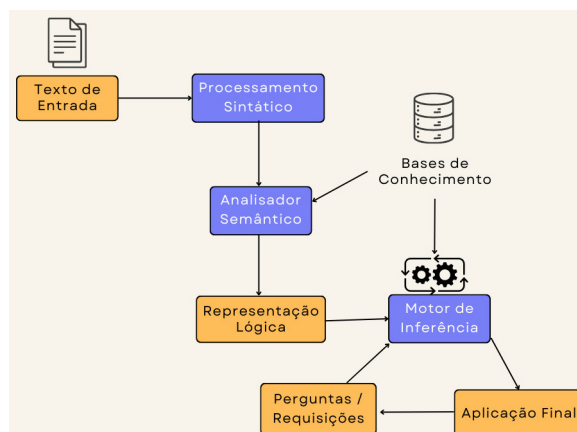 Texto de
Entrada
Processamento
Sintático
Bases de
Conhecimento
Analisador
Semântico
Representação
Lógica
Motor de
Inferência
Perguntas /
Requisições
Aplicação Final